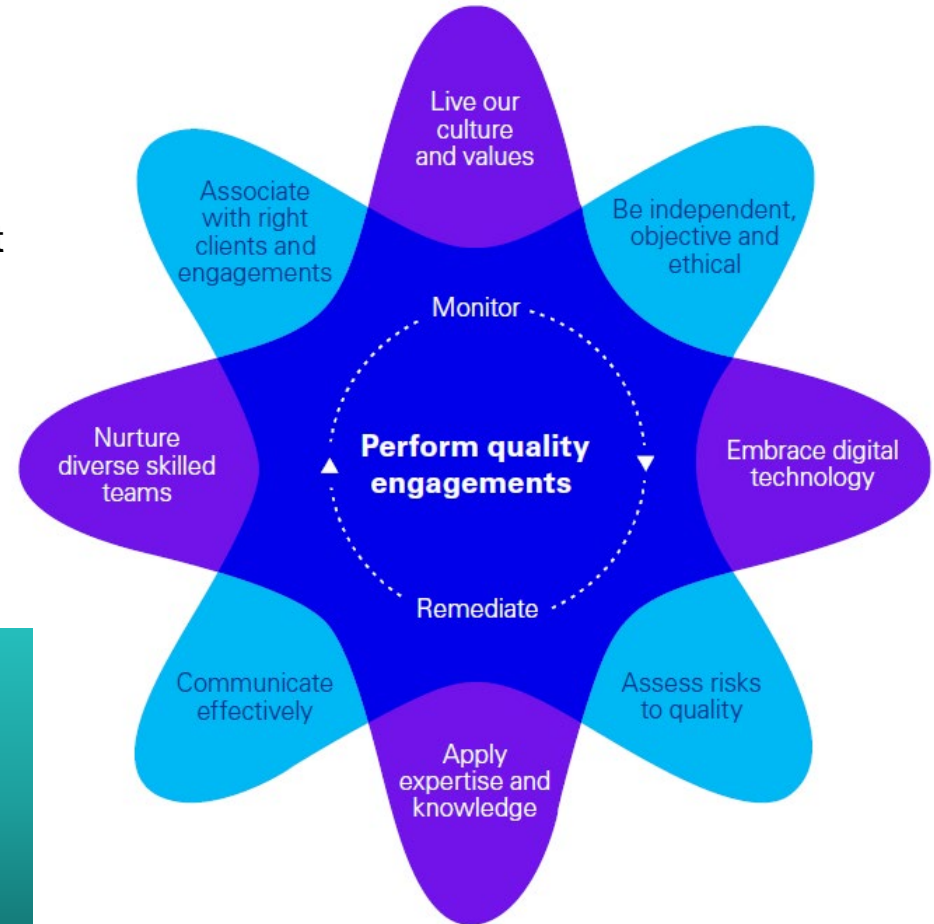 Live our
culture
and values
Associate
with right
clients and
engagements
Be independent,
objective and
ethical
t
Monitor
Nurture
diverse skilled
teams
Perform quality
engagements
Embrace digital
technology
Remediate
Communicate
effectively
Assess risks
to quality
Apply
expertise and
knowledge